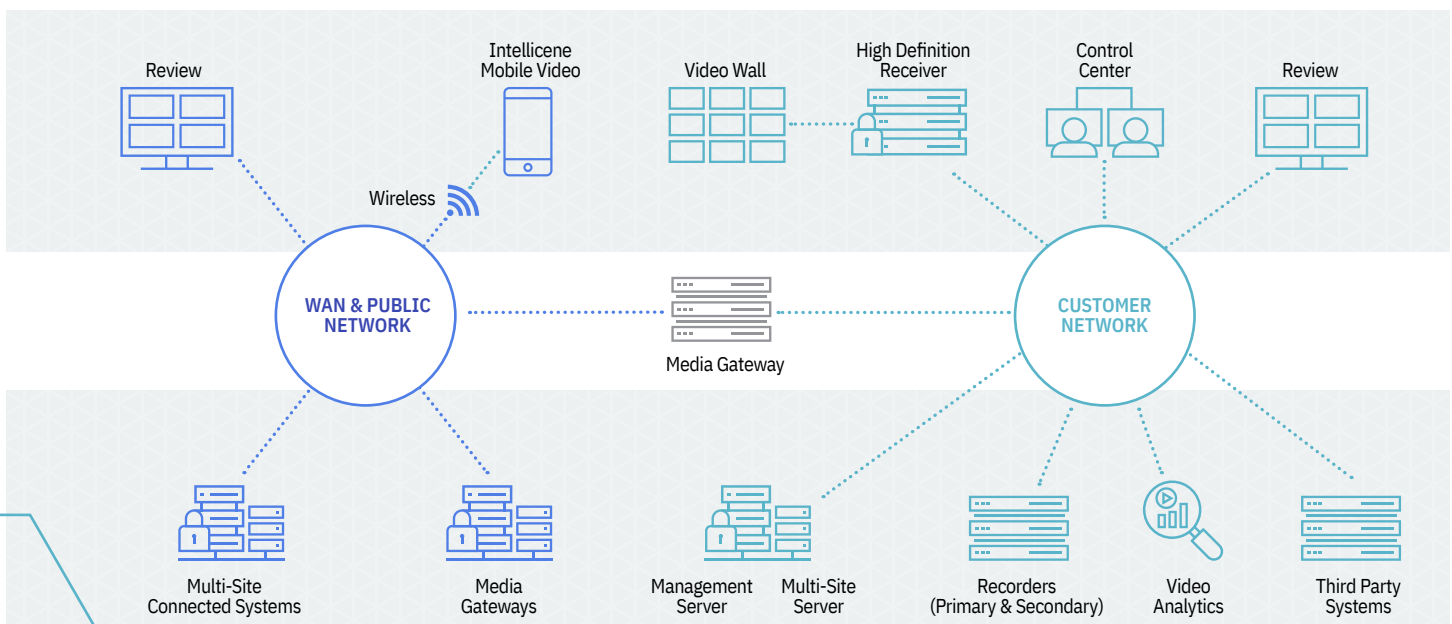 Review
Intellicene
Mobile Video
Video Wall
High Definition
Receiver
Control
Center
Review
Wireless
WAN & PUBLIC
NETWORK
Media Gateway
CUSTOMER
NETWORK
Multi-Site
Connected Systems
Media
Gateways
Management
Server
Multi-Site
Server
Recorders
(Primary & Secondary)
Video
Analytics
Third Party
Systems